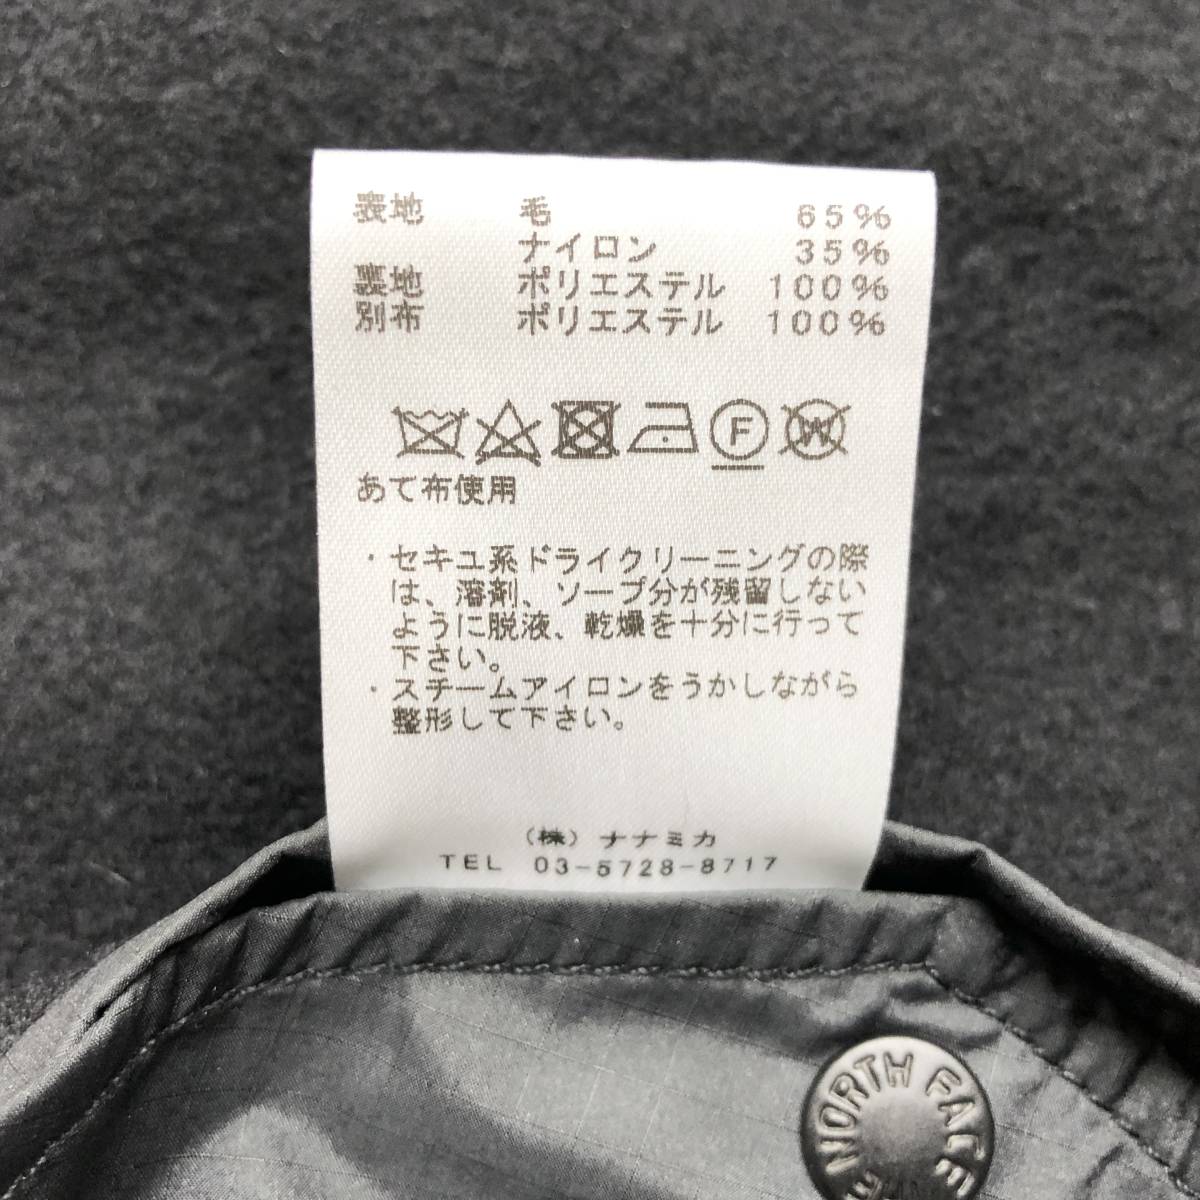 表地 毛 65%
ナイロン 35%
裏地 ポリエステル 100%
別布 ポリエステル 100%
F W
あて布使用
・セキユ系ドライクリーニングの際
は、溶剤、ソープ分が残留しない
ように脱液、乾燥を十分に行って
下さい。
・スチームアイロンをうかしながら
整形して下さい。
(株)ナナミカ
TEL 03-5728-8717
NORTH FACE